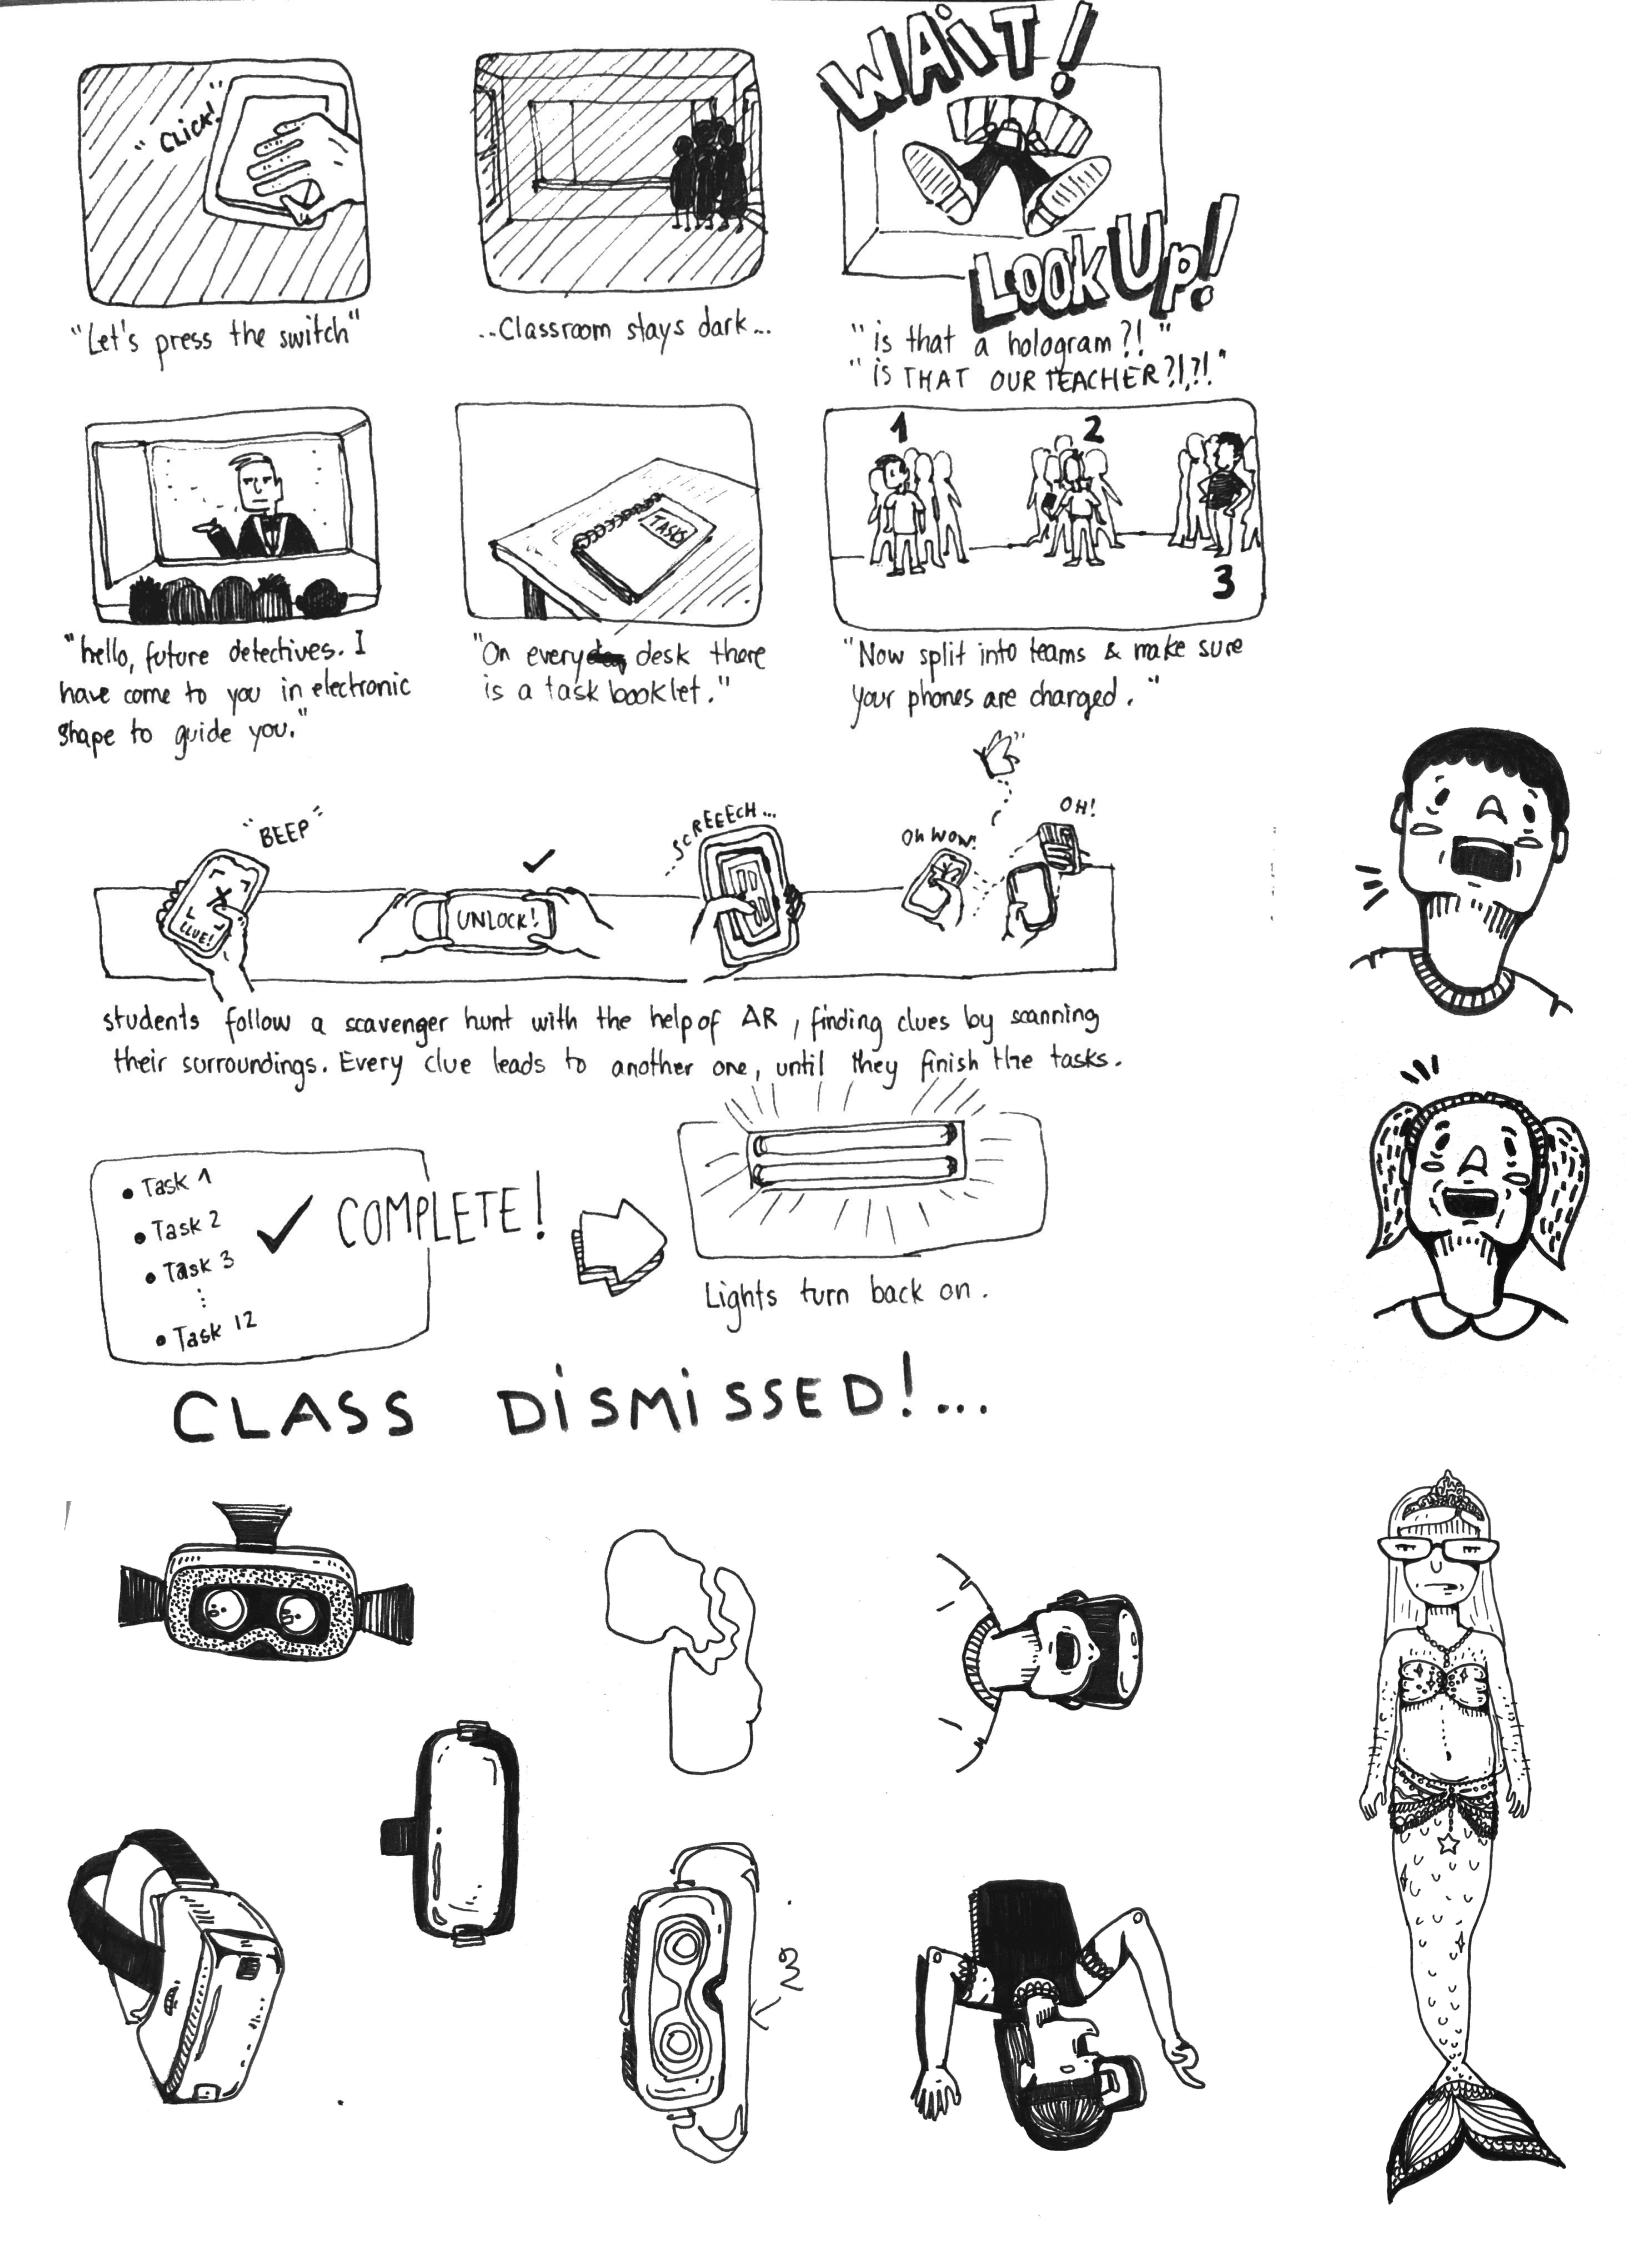 "CLICK!"
"Let's press the switch"
...Classroom stays dark...
WAiT!
LOOK Up!
"is that a hologram?!"
"is THAT OUR TEACHER?!,?!"
"hello, future detectives. I
have come to you in electronic
shape to guide you."
TASKS
"On every desk there
is a task booklet."
1
2
3
"Now split into teams & make sure
your phones are charged."
"BEEP"
CLUE!
UNLOCK!
SCREEECH...
Oh wow!
OH!
students follow a scavenger hunt with the help of AR, finding clues by scanning
their surroundings. Every clue leads to another one, until they finish the tasks.
• Task 1
• Task 2
• Task 3
⋮
• Task 12
✓ COMPLETE!
Lights turn back on.
CLASS DiSMiSSED!...